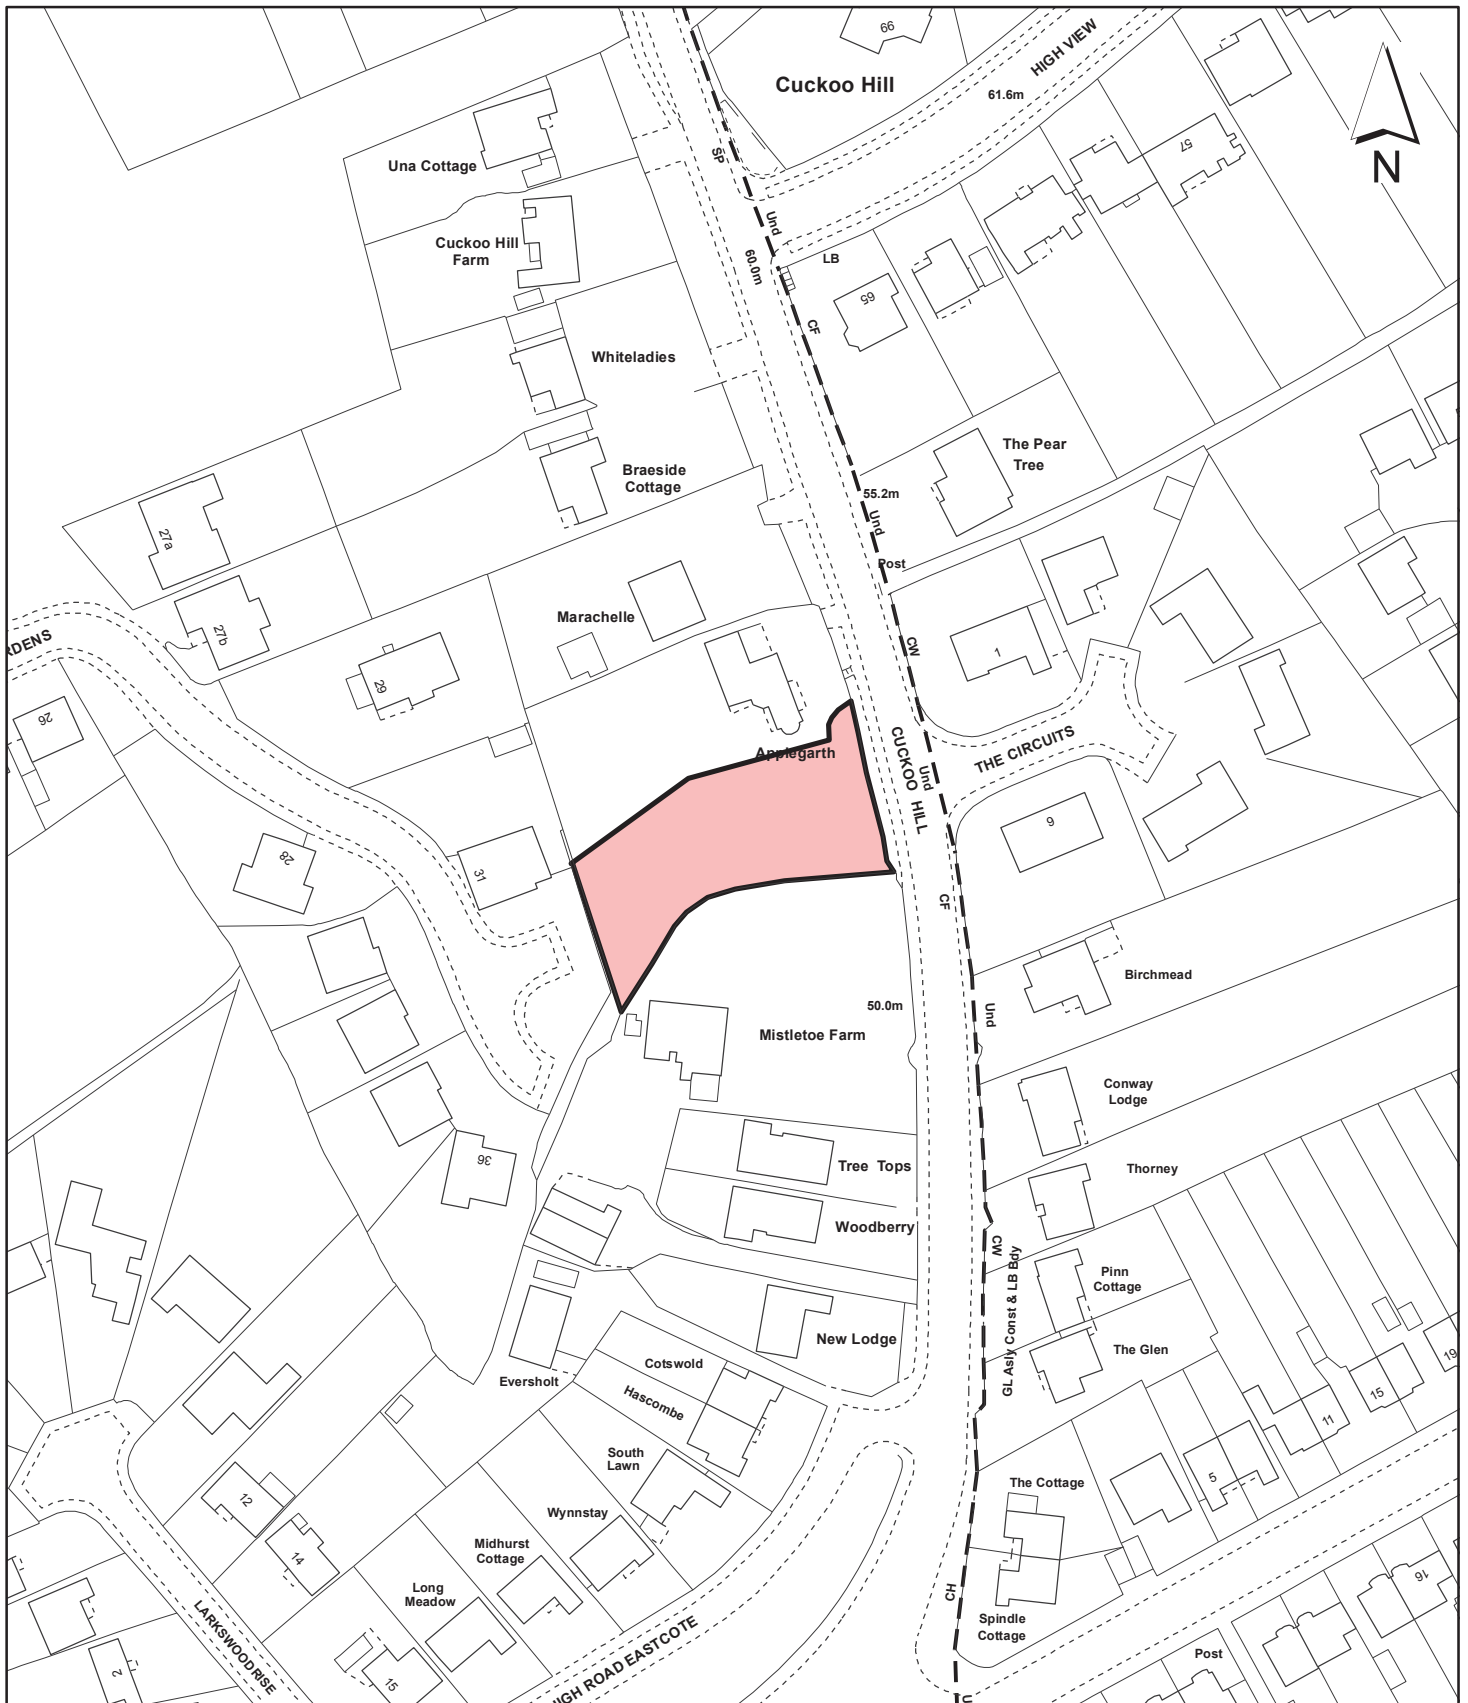 66
Cuckoo Hill
HIGH VIEW
61.6m
N
57
SP
Una Cottage
Und
60.0m
LB
65
Cuckoo Hill
Farm
CF
Whiteladies
The Pear
Tree
Braeside
Cottage
55.2m
Und
Post
27a
27b
RDENS
Marachelle
29
26
CW
1
CUCKOO HILL
THE CIRCUITS
Und
Applegarth
9
28
31
CF
Birchmead
50.0m
Und
Mistletoe Farm
Conway
Lodge
36
Tree Tops
Thorney
Woodberry
CW
GL Asly Const & LB Bdy
Pinn
Cottage
New Lodge
The Glen
Eversholt
Cotswold
Hascombe
19
15
11
5
South
Lawn
The Cottage
12
Wynnstay
14
Midhurst
Cottage
Long
Meadow
LARKSWOOD RISE
CH
16
Spindle
Cottage
Post
2
15
HIGH ROAD EASTCOTE
U